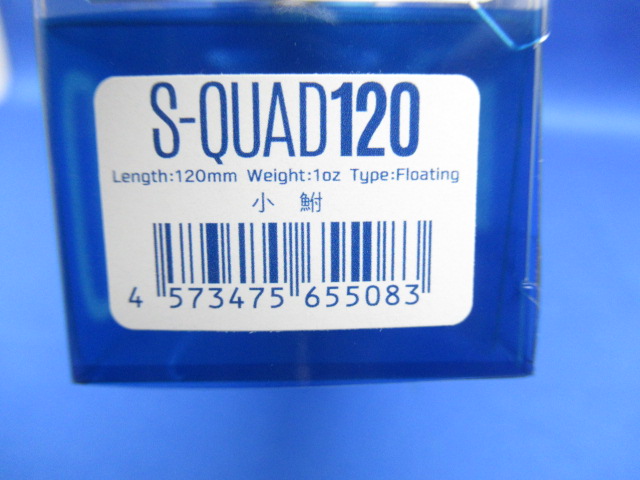 S-QUAD120
Length:120mm Weight:1oz Type:Floating
小 鮒
4 573475 655083